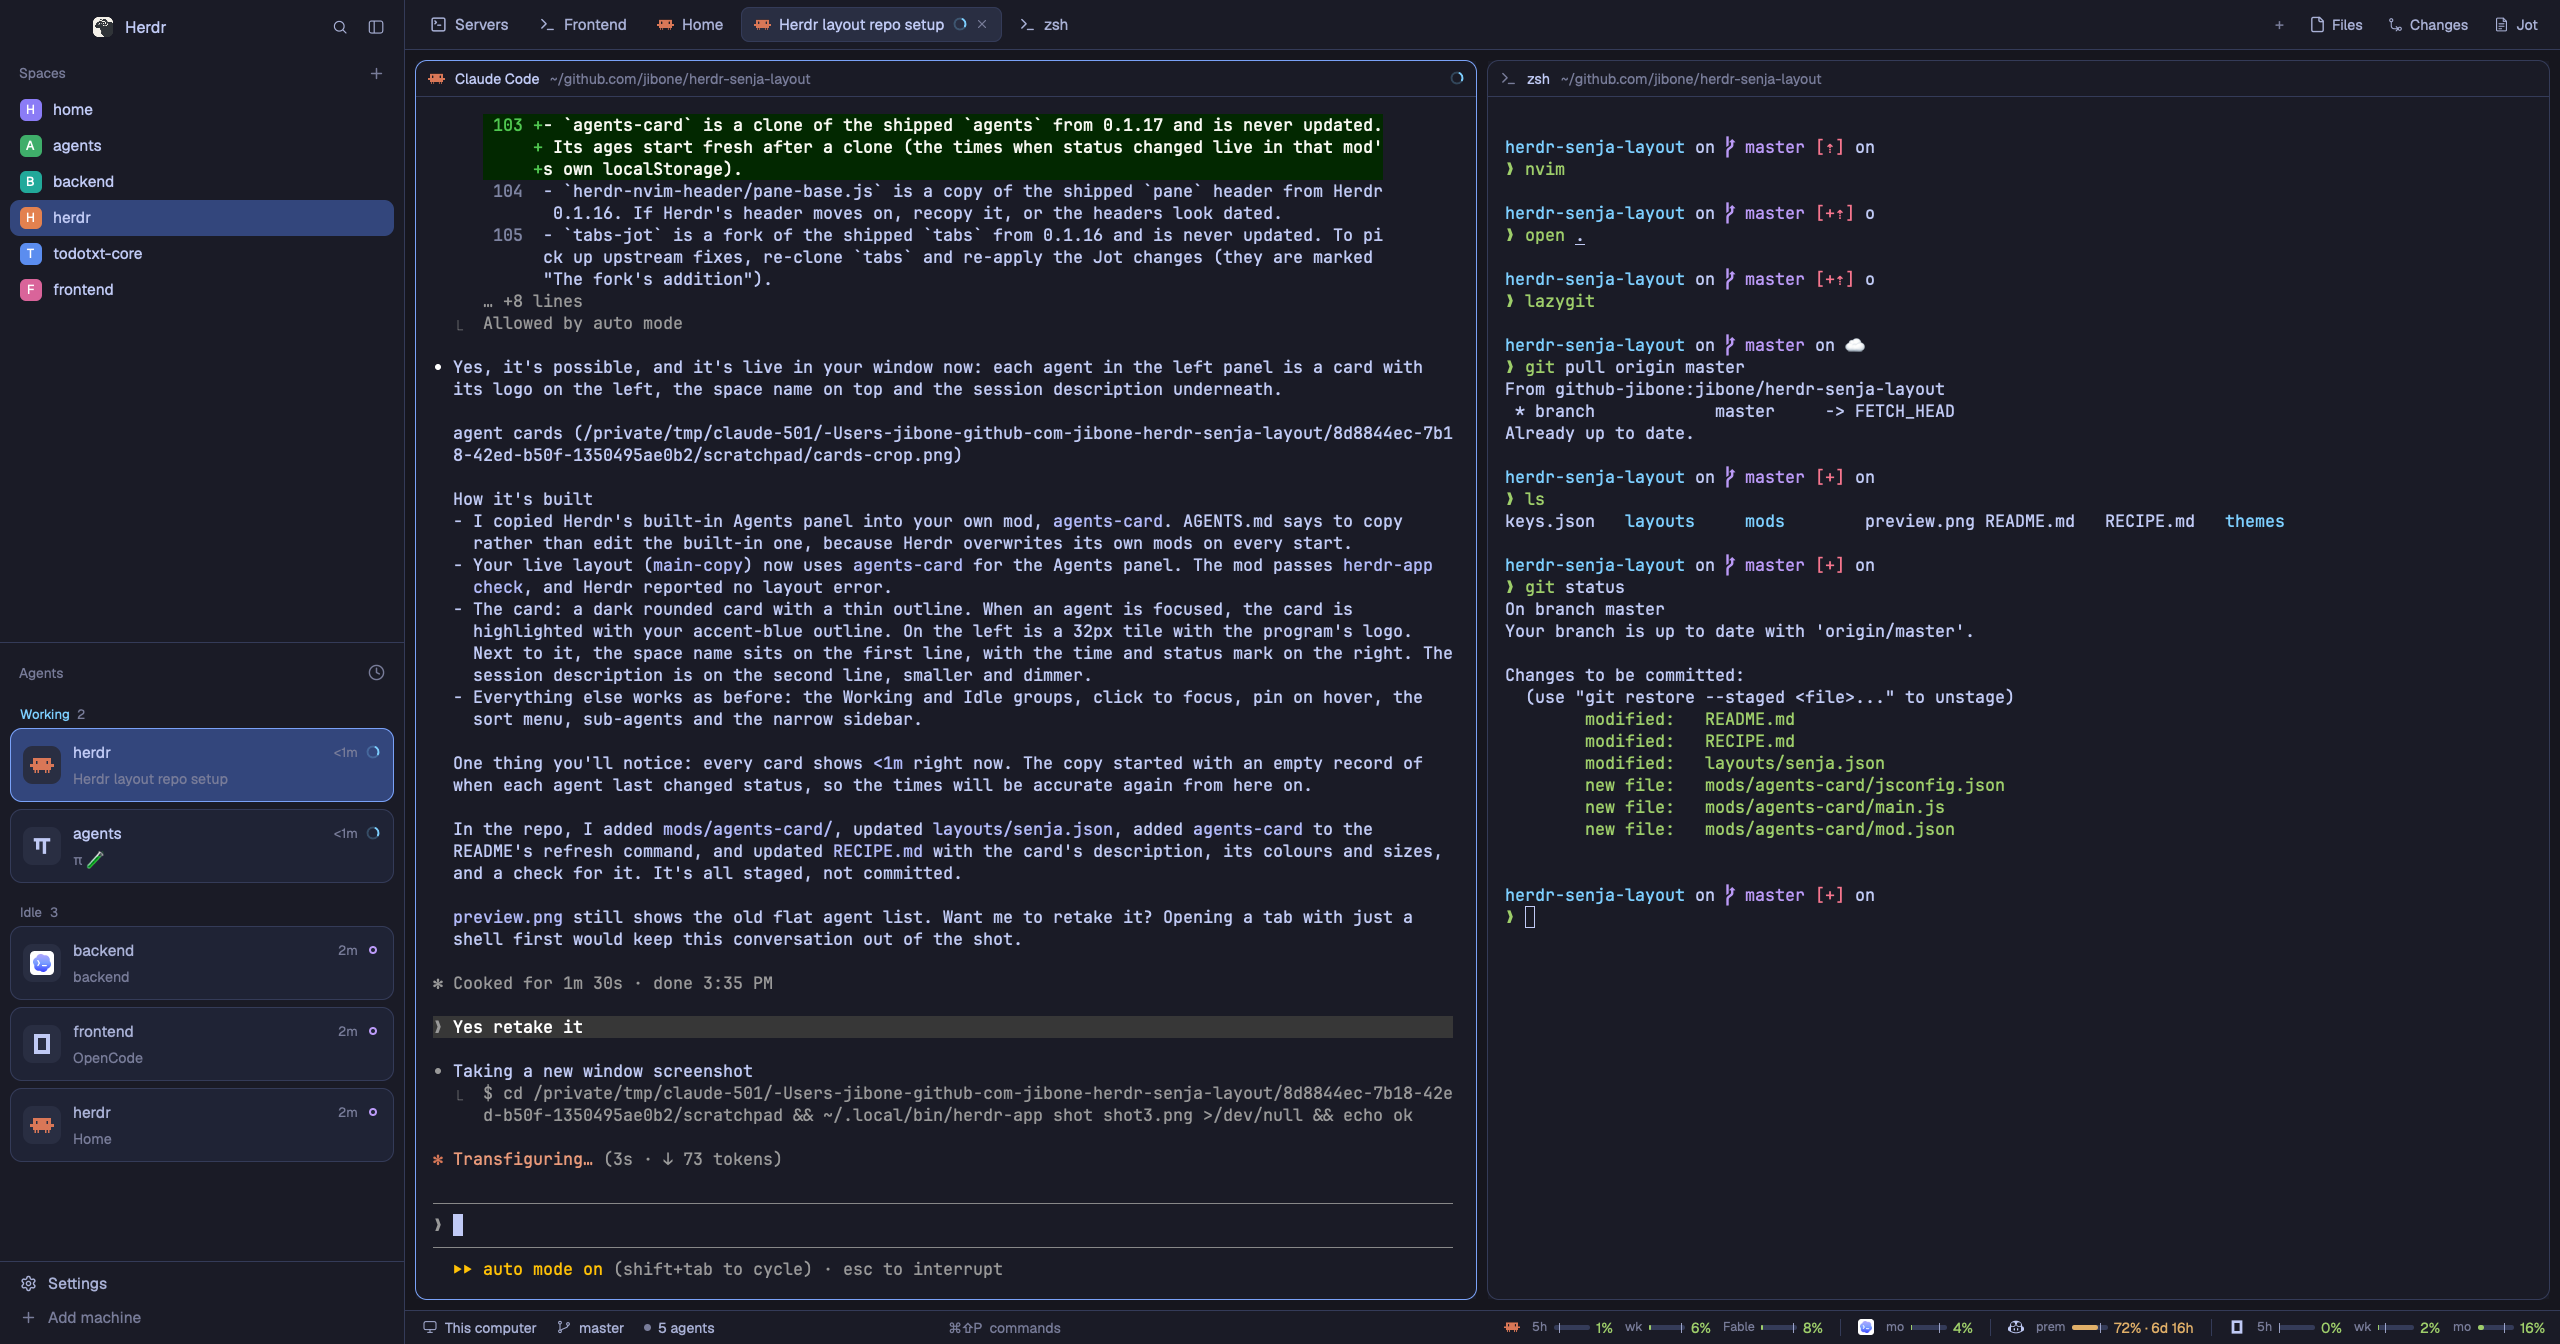 Herdr
Spaces
H home
A agents
B backend
H herdr
T todotxt-core
F frontend
Agents
Working 2
herdr <1m
Herdr layout repo setup
agents <1m
π
Idle 3
backend 2m
backend
frontend 2m
OpenCode
herdr 2m
Home
Settings
+ Add machine
Servers
Frontend
Home
Herdr layout repo setup ×
zsh
+
Files
Changes
Jot
Claude Code ~/github.com/jibone/herdr-senja-layout
103 +- `agents-card` is a clone of the shipped `agents` from 0.1.17 and is never updated.
+ Its ages start fresh after a clone (the times when status changed live in that mod'
+s own localStorage).
104 - `herdr-nvim-header/pane-base.js` is a copy of the shipped `pane` header from Herdr
0.1.16. If Herdr's header moves on, recopy it, or the headers look dated.
105 - `tabs-jot` is a fork of the shipped `tabs` from 0.1.16 and is never updated. To pi
ck up upstream fixes, re-clone `tabs` and re-apply the Jot changes (they are marked
"The fork's addition").
… +8 lines
Allowed by auto mode
• Yes, it's possible, and it's live in your window now: each agent in the left panel is a card with
its logo on the left, the space name on top and the session description underneath.
agent cards (/private/tmp/claude-501/-Users-jibone-github-com-jibone-herdr-senja-layout/8d8844ec-7b1
8-42ed-b50f-1350495ae0b2/scratchpad/cards-crop.png)
How it's built
- I copied Herdr's built-in Agents panel into your own mod, agents-card. AGENTS.md says to copy
rather than edit the built-in one, because Herdr overwrites its own mods on every start.
- Your live layout (main-copy) now uses agents-card for the Agents panel. The mod passes herdr-app
check, and Herdr reported no layout error.
- The card: a dark rounded card with a thin outline. When an agent is focused, the card is
highlighted with your accent-blue outline. On the left is a 32px tile with the program's logo.
Next to it, the space name sits on the first line, with the time and status mark on the right. The
session description is on the second line, smaller and dimmer.
- Everything else works as before: the Working and Idle groups, click to focus, pin on hover, the
sort menu, sub-agents and the narrow sidebar.
One thing you'll notice: every card shows <1m right now. The copy started with an empty record of
when each agent last changed status, so the times will be accurate again from here on.
In the repo, I added mods/agents-card/, updated layouts/senja.json, added agents-card to the
README's refresh command, and updated RECIPE.md with the card's description, its colours and sizes,
and a check for it. It's all staged, not committed.
preview.png still shows the old flat agent list. Want me to retake it? Opening a tab with just a
shell first would keep this conversation out of the shot.
✻ Cooked for 1m 30s · done 3:35 PM
❯ Yes retake it
• Taking a new window screenshot
$ cd /private/tmp/claude-501/-Users-jibone-github-com-jibone-herdr-senja-layout/8d8844ec-7b18-42e
d-b50f-1350495ae0b2/scratchpad && ~/.local/bin/herdr-app shot shot3.png >/dev/null && echo ok
✻ Transfiguring… (3s · ↓ 73 tokens)
❯
▸▸ auto mode on (shift+tab to cycle) · esc to interrupt
zsh ~/github.com/jibone/herdr-senja-layout
herdr-senja-layout on master [⇡] on
❯ nvim
herdr-senja-layout on master [+⇡] o
❯ open .
herdr-senja-layout on master [+⇡] o
❯ lazygit
herdr-senja-layout on master on ☁️
❯ git pull origin master
From github-jibone:jibone/herdr-senja-layout
* branch master -> FETCH_HEAD
Already up to date.
herdr-senja-layout on master [+] on
❯ ls
keys.json layouts mods preview.png README.md RECIPE.md themes
herdr-senja-layout on master [+] on
❯ git status
On branch master
Your branch is up to date with 'origin/master'.
Changes to be committed:
(use "git restore --staged <file>..." to unstage)
modified: README.md
modified: RECIPE.md
modified: layouts/senja.json
new file: mods/agents-card/jsconfig.json
new file: mods/agents-card/main.js
new file: mods/agents-card/mod.json
herdr-senja-layout on master [+] on
❯
This computer master • 5 agents ⌘⇧P commands
5h 1% wk 6% Fable 8% mo 4% prem 72% · 6d 16h 5h 0% wk 2% mo 16%